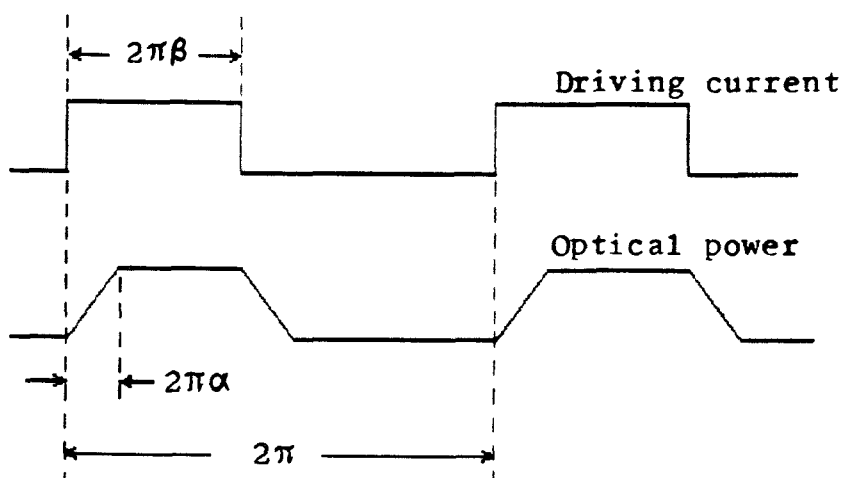 2πβ
Driving current
Optical power
2πα
2π